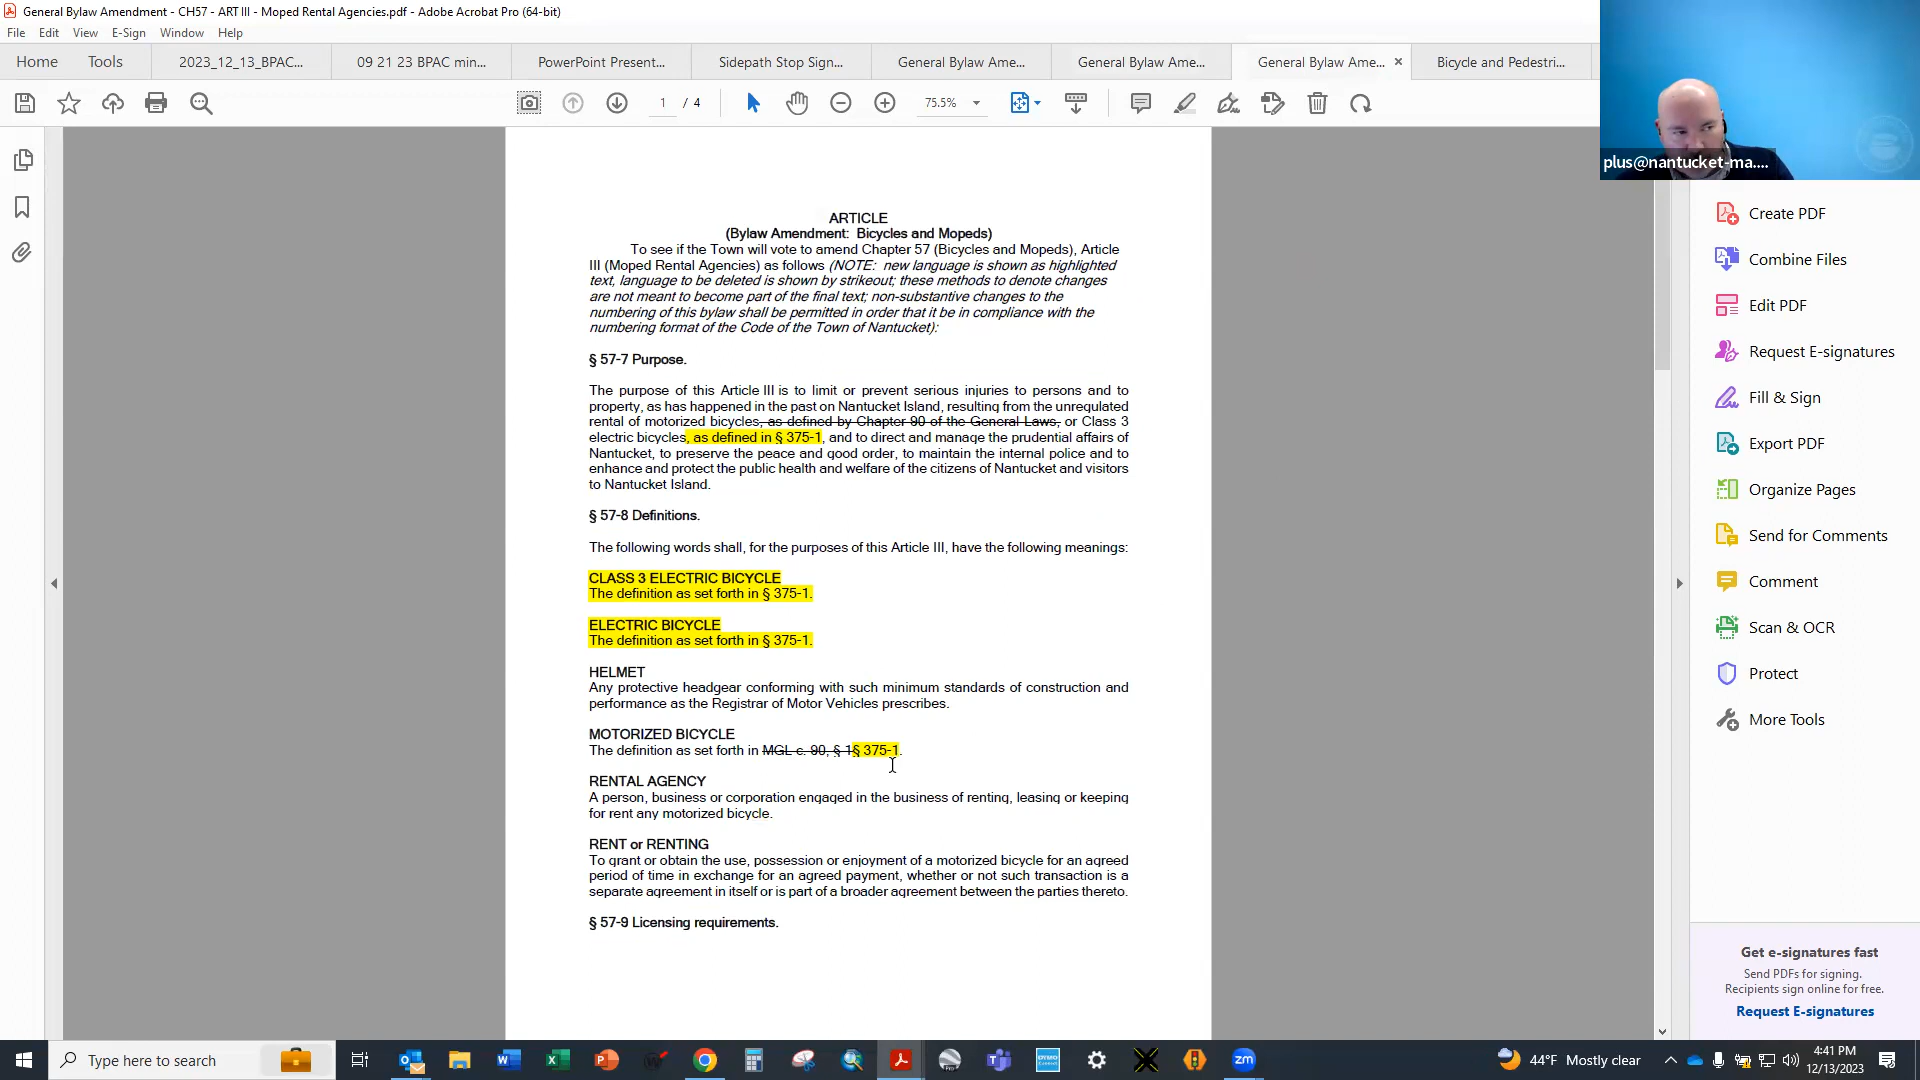 General Bylaw Amendment - CH57 - ART III - Moped Rental Agencies.pdf - Adobe Acrobat Pro (64-bit)
File Edit View E-Sign Window Help
Home Tools 2023_12_13_BPAC... 09 21 23 BPAC min... PowerPoint Present... Sidepath Stop Sign... General Bylaw Ame... General Bylaw Ame... General Bylaw Ame... × Bicycle and Pedestri...
1 / 4 75.5%
plus@nantucket-ma....
ARTICLE
(Bylaw Amendment: Bicycles and Mopeds)
To see if the Town will vote to amend Chapter 57 (Bicycles and Mopeds), Article
III (Moped Rental Agencies) as follows (NOTE: new language is shown as highlighted
text, language to be deleted is shown by strikeout; these methods to denote changes
are not meant to become part of the final text; non-substantive changes to the
numbering of this bylaw shall be permitted in order that it be in compliance with the
numbering format of the Code of the Town of Nantucket):
§ 57-7 Purpose.
The purpose of this Article III is to limit or prevent serious injuries to persons and to
property, as has happened in the past on Nantucket Island, resulting from the unregulated
rental of motorized bicycles, as defined by Chapter 90 of the General Laws, or Class 3
electric bicycles, as defined in § 375-1, and to direct and manage the prudential affairs of
Nantucket, to preserve the peace and good order, to maintain the internal police and to
enhance and protect the public health and welfare of the citizens of Nantucket and visitors
to Nantucket Island.
§ 57-8 Definitions.
The following words shall, for the purposes of this Article III, have the following meanings:
CLASS 3 ELECTRIC BICYCLE
The definition as set forth in § 375-1.
ELECTRIC BICYCLE
The definition as set forth in § 375-1.
HELMET
Any protective headgear conforming with such minimum standards of construction and
performance as the Registrar of Motor Vehicles prescribes.
MOTORIZED BICYCLE
The definition as set forth in MGL c. 90, § 1§ 375-1.
RENTAL AGENCY
A person, business or corporation engaged in the business of renting, leasing or keeping
for rent any motorized bicycle.
RENT or RENTING
To grant or obtain the use, possession or enjoyment of a motorized bicycle for an agreed
period of time in exchange for an agreed payment, whether or not such transaction is a
separate agreement in itself or is part of a broader agreement between the parties thereto.
§ 57-9 Licensing requirements.
Create PDF
Combine Files
Edit PDF
Request E-signatures
Fill & Sign
Export PDF
Organize Pages
Send for Comments
Comment
Scan & OCR
Protect
More Tools
Get e-signatures fast
Send PDFs for signing.
Recipients sign online for free.
Request E-signatures
Type here to search
44°F Mostly clear
4:41 PM
12/13/2023